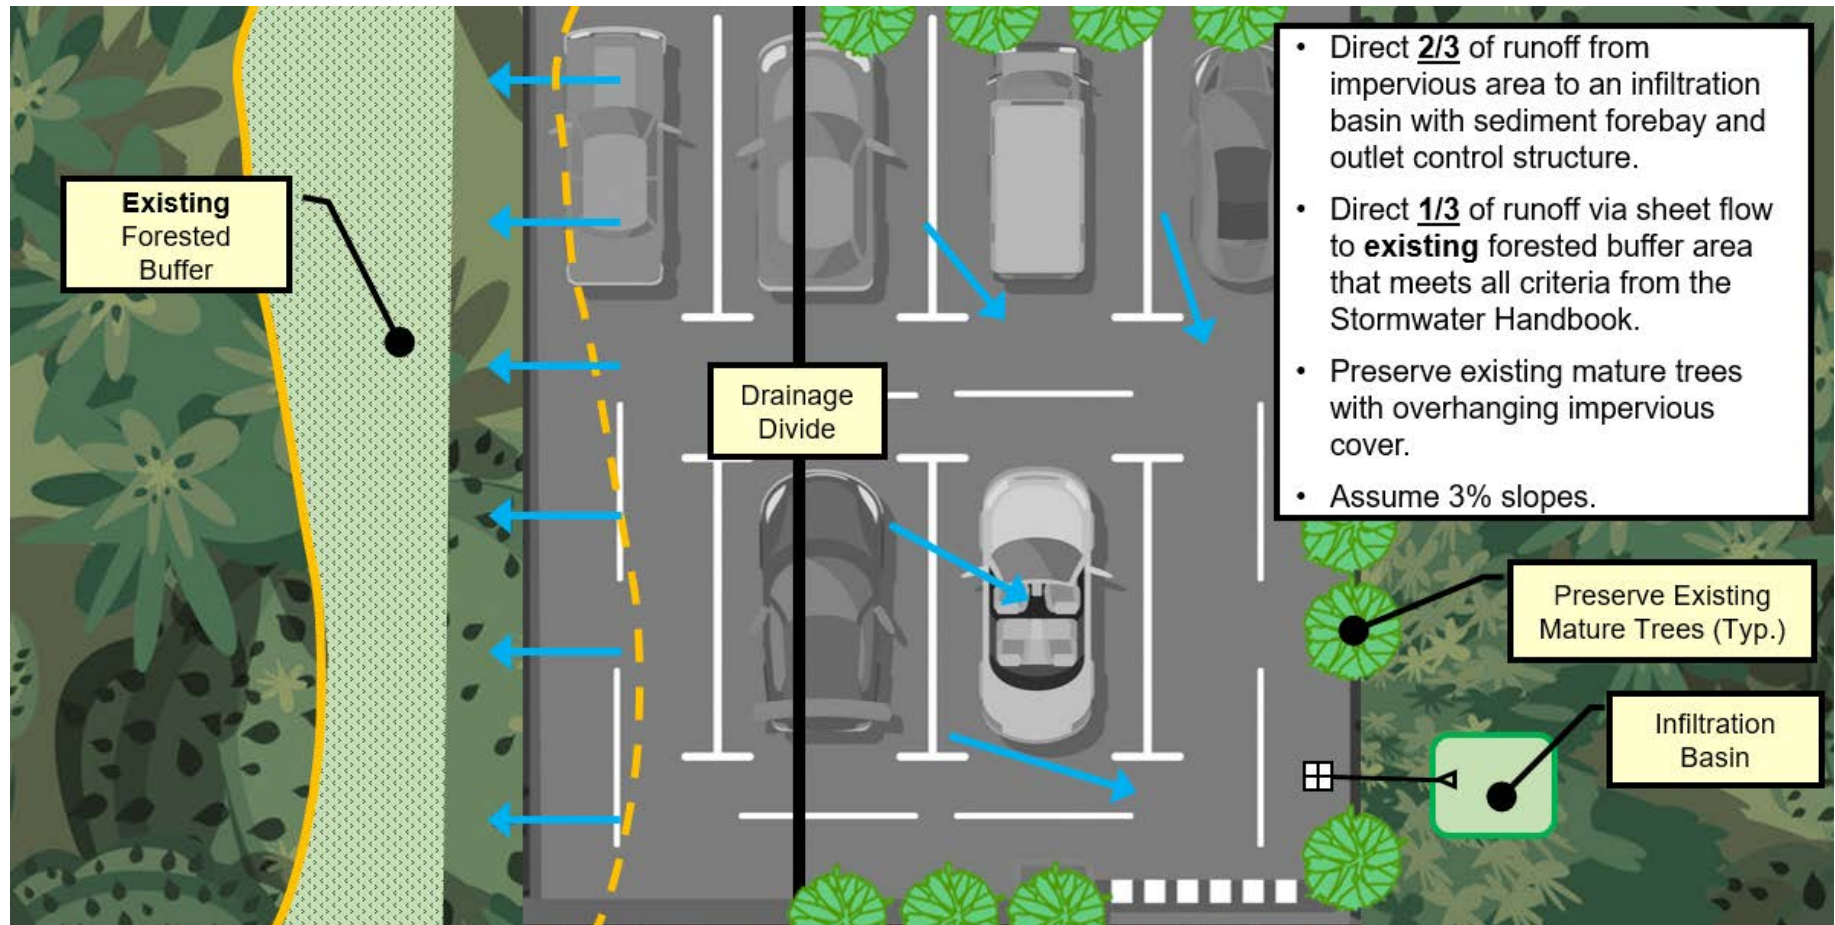 • Direct 2/3 of runoff from
impervious area to an infiltration
basin with sediment forebay and
outlet control structure.
• Direct 1/3 of runoff via sheet flow
to existing forested buffer area
that meets all criteria from the
Stormwater Handbook.
• Preserve existing mature trees
with overhanging impervious
cover.
• Assume 3% slopes.
Existing
Forested
Buffer
Drainage
Divide
Preserve Existing
Mature Trees (Typ.)
Infiltration
Basin